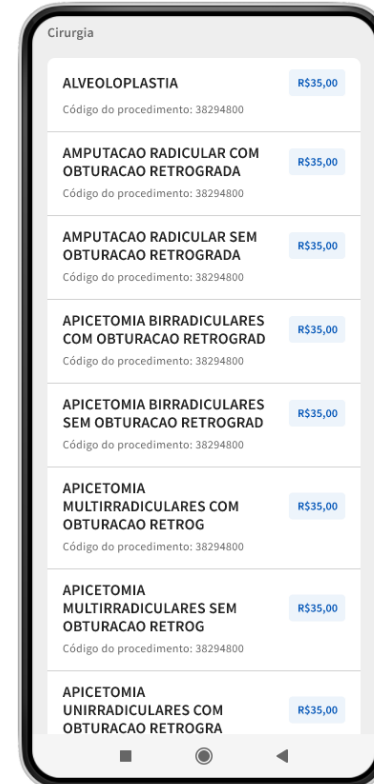 Cirurgia
ALVEOLOPLASTIA
R$35,00
Código do procedimento: 38294800
AMPUTACAO RADICULAR COM
OBTURACAO RETROGRADA
R$35,00
Código do procedimento: 38294800
AMPUTACAO RADICULAR SEM
OBTURACAO RETROGRADA
R$35,00
Código do procedimento: 38294800
APICETOMIA BIRRADICULARES
COM OBTURACAO RETROGRAD
R$35,00
Código do procedimento: 38294800
APICETOMIA BIRRADICULARES
SEM OBTURACAO RETROGRAD
R$35,00
Código do procedimento: 38294800
APICETOMIA
MULTIRRADICULARES COM
OBTURACAO RETROG
R$35,00
Código do procedimento: 38294800
APICETOMIA
MULTIRRADICULARES SEM
OBTURACAO RETROG
R$35,00
Código do procedimento: 38294800
APICETOMIA
UNIRRADICULARES COM
OBTURACAO RETROGRA
R$35,00